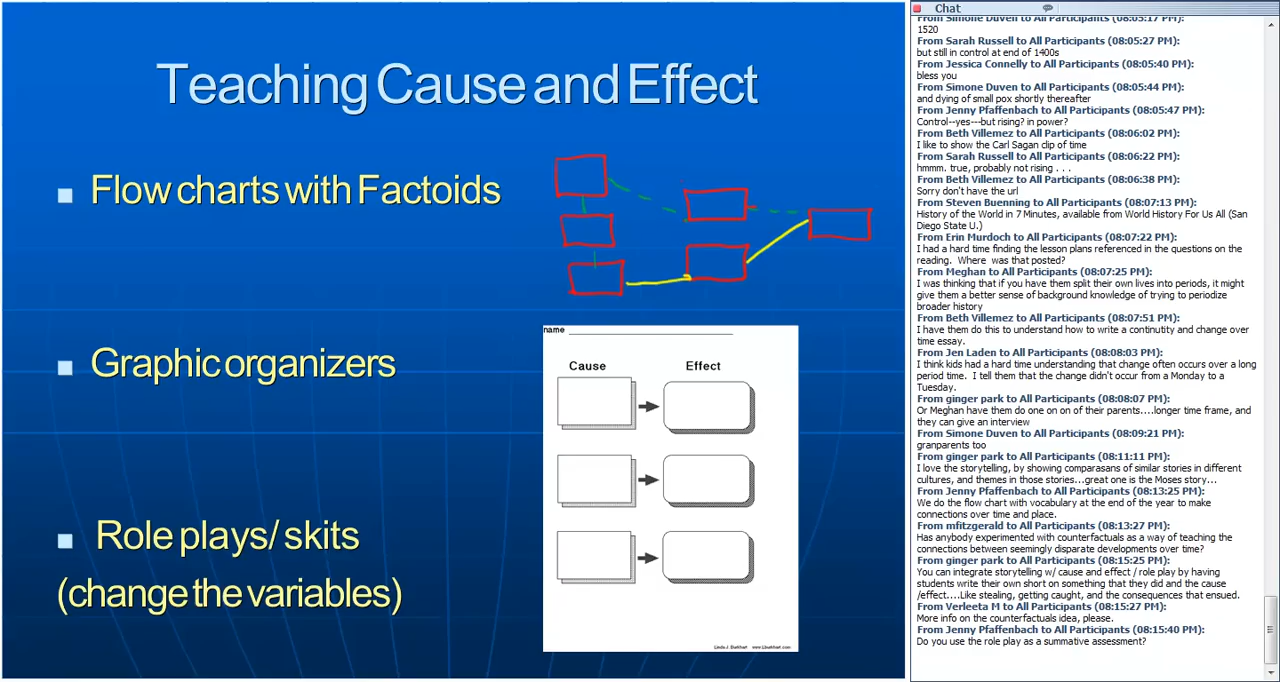 Teaching Cause and Effect
Flow charts with Factoids
Graphic organizers
Role plays/ skits
(change the variables)
name
Cause
Effect
Linda J. Burkhart www.Lburkhart.com
Chat
From Simone Duven to All Participants (08:05:17 PM):
1520
From Sarah Russell to All Participants (08:05:27 PM):
but still in control at end of 1400s
From Jessica Connelly to All Participants (08:05:40 PM):
bless you
From Simone Duven to All Participants (08:05:44 PM):
and dying of small pox shortly thereafter
From Jenny Pfaffenbach to All Participants (08:05:47 PM):
Control--yes---but rising? in power?
From Beth Villemez to All Participants (08:06:02 PM):
I like to show the Carl Sagan clip of time
From Sarah Russell to All Participants (08:06:22 PM):
hmmm. true, probably not rising . . .
From Beth Villemez to All Participants (08:06:38 PM):
Sorry don't have the url
From Steven Buenning to All Participants (08:07:13 PM):
History of the World in 7 Minutes, available from World History For Us All (San
Diego State U.)
From Erin Murdoch to All Participants (08:07:22 PM):
I had a hard time finding the lesson plans referenced in the questions on the
reading. Where was that posted?
From Meghan to All Participants (08:07:25 PM):
I was thinking that if you have them split their own lives into periods, it might
give them a better sense of background knowledge of trying to periodize
broader history
From Beth Villemez to All Participants (08:07:51 PM):
I have them do this to understand how to write a continutity and change over
time essay.
From Jen Laden to All Participants (08:08:03 PM):
I think kids had a hard time understanding that change often occurs over a long
period time. I tell them that the change didn't occur from a Monday to a
Tuesday.
From ginger park to All Participants (08:08:07 PM):
Or Meghan have them do one on on of their parents....longer time frame, and
they can give an interview
From Simone Duven to All Participants (08:09:21 PM):
granparents too
From ginger park to All Participants (08:11:11 PM):
I love the storytelling, by showing comparasans of similar stories in different
cultures, and themes in those stories...great one is the Moses story...
From Jenny Pfaffenbach to All Participants (08:13:25 PM):
We do the flow chart with vocabulary at the end of the year to make
connections over time and place.
From mfitzgerald to All Participants (08:13:27 PM):
Has anybody experimented with counterfactuals as a way of teaching the
connections between seemingly disparate developments over time?
From ginger park to All Participants (08:15:25 PM):
You can integrate storytelling w/ cause and effect / role play by having
students write their own short on something that they did and the cause
/effect....Like stealing, getting caught, and the consequences that ensued.
From Verleeta M to All Participants (08:15:27 PM):
More info on the counterfactuals idea, please.
From Jenny Pfaffenbach to All Participants (08:15:40 PM):
Do you use the role play as a summative assessment?